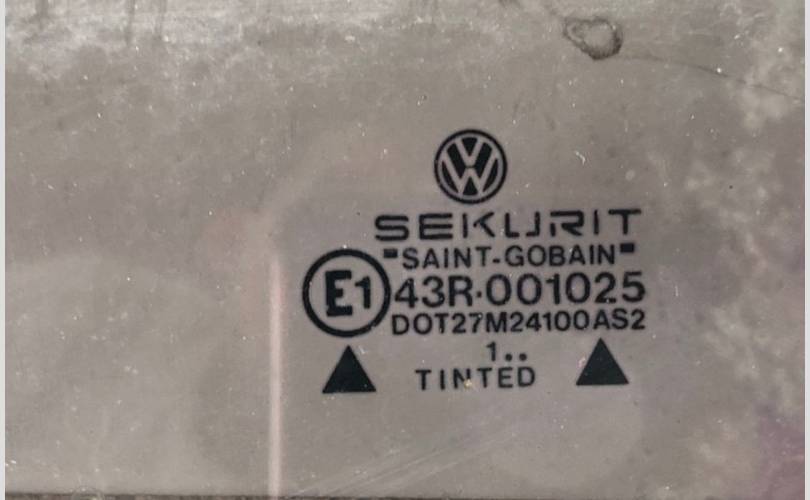 SEKURIT
"SAINT-GOBAIN"
E1 43R-001025
DOT27M24100AS2
1..
TINTED